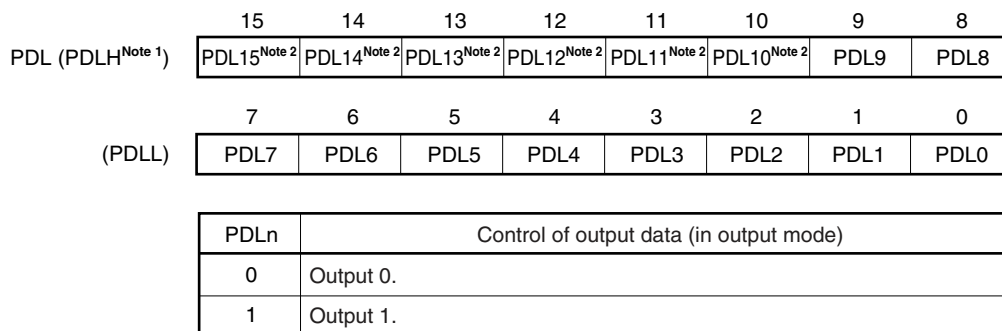 15 14 13 12 11 10 9 8
PDL (PDLH Note 1) PDL15 Note 2 PDL14 Note 2 PDL13 Note 2 PDL12 Note 2 PDL11 Note 2 PDL10 Note 2 PDL9 PDL8
7 6 5 4 3 2 1 0
(PDLL) PDL7 PDL6 PDL5 PDL4 PDL3 PDL2 PDL1 PDL0
PDLn Control of output data (in output mode)
0 Output 0.
1 Output 1.